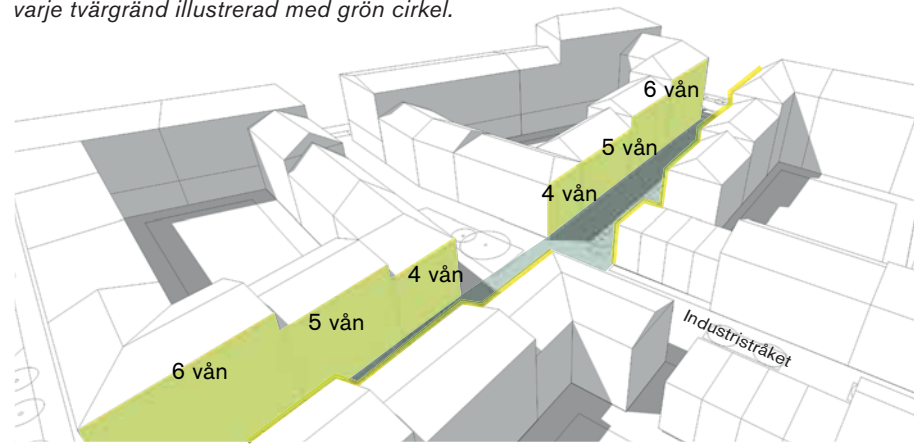 varje tvärgränd illustrerad med grön cirkel.
6 vån
5 vån
4 vån
4 vån
5 vån
6 vån
Industristråket